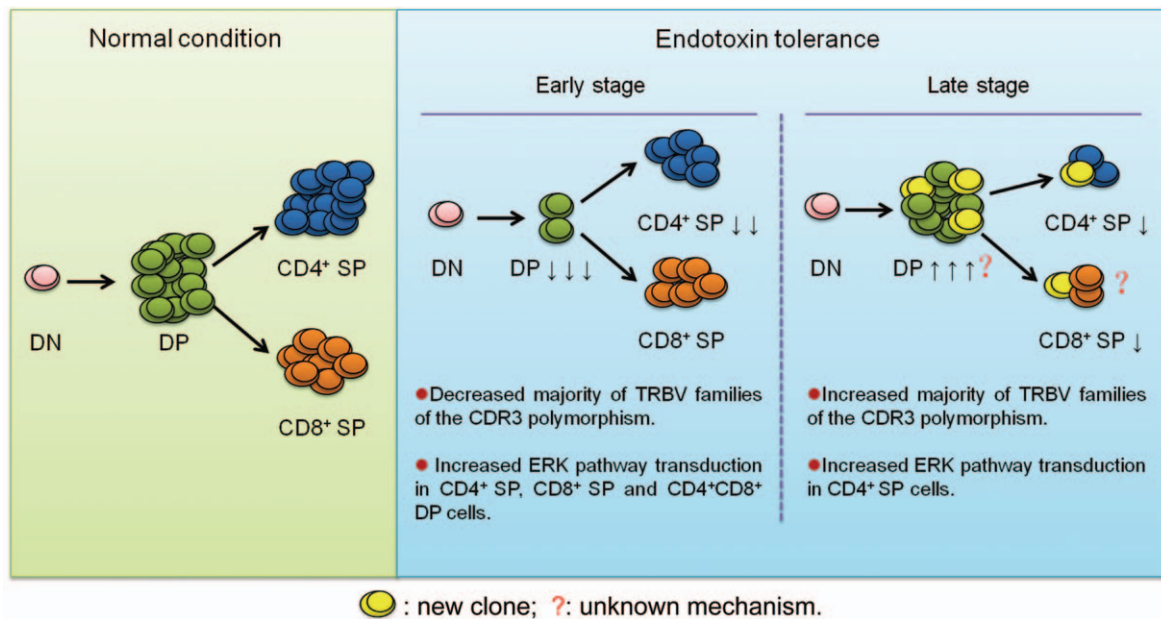 Normal condition
DN
DP
CD4⁺ SP
CD8⁺ SP
Endotoxin tolerance
Early stage
DN
DP ↓ ↓ ↓
CD4⁺ SP ↓ ↓
CD8⁺ SP
●Decreased majority of TRBV families
of the CDR3 polymorphism.
● Increased ERK pathway transduction
in CD4⁺ SP, CD8⁺ SP and CD4⁺CD8⁺
DP cells.
Late stage
DN
DP ↑ ↑ ↑ ?
CD4⁺ SP ↓
?
CD8⁺ SP ↓
●Increased majority of TRBV families
of the CDR3 polymorphism.
●Increased ERK pathway transduction
in CD4⁺ SP cells.
: new clone; ?: unknown mechanism.